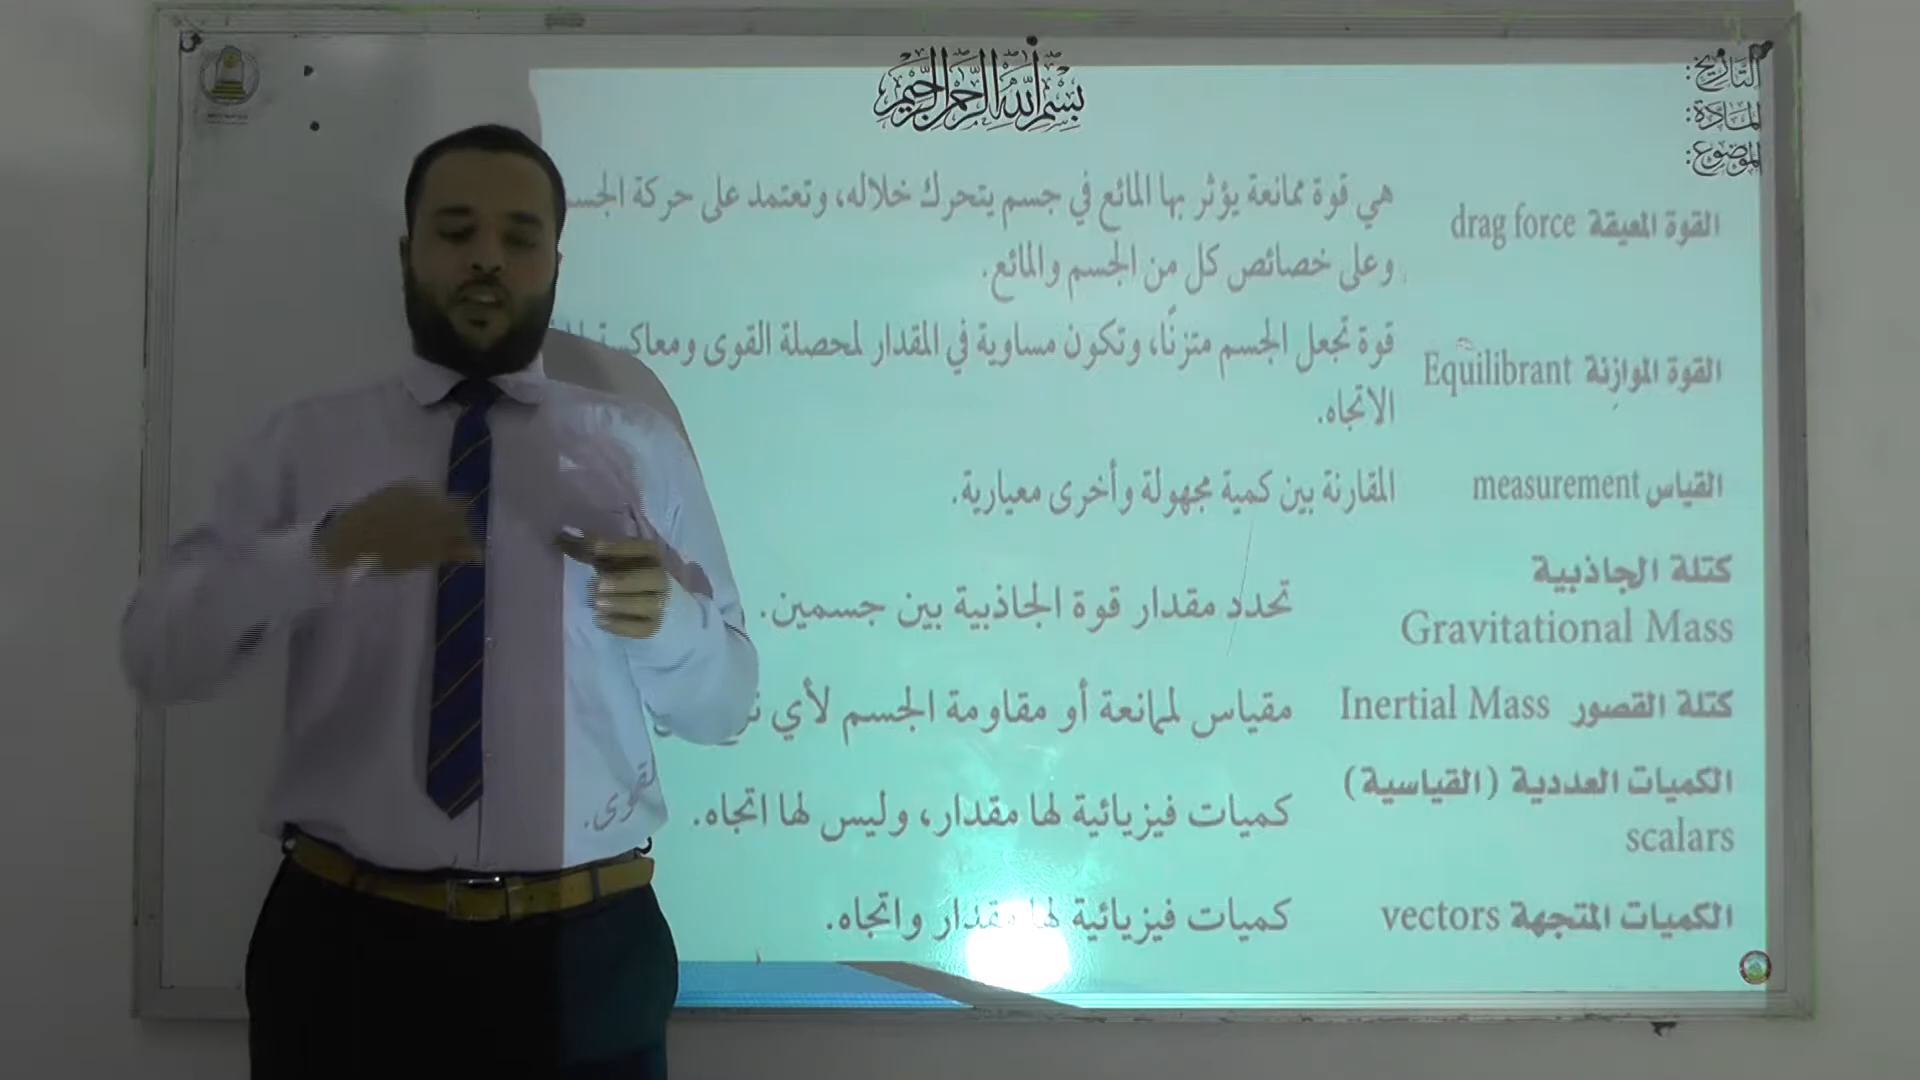 بسم الله الرحمن الرحيم
التاريخ:
المادة:
الموضوع:
القوة المعيقة drag force
هي قوة ممانعة يؤثر بها المائع في جسم يتحرك خلاله، وتعتمد على حركة الجسم
وعلى خصائص كل من الجسم والمائع.
القوة الموازِنة Equilibrant
قوة تجعل الجسم متزنًا، وتكون مساوية في المقدار لمحصلة القوى ومعاكسة
الاتجاه.
القياس measurement
المقارنة بين كمية مجهولة وأخرى معيارية.
كتلة الجاذبية
Gravitational Mass
تحدد مقدار قوة الجاذبية بين جسمين.
كتلة القصور Inertial Mass
مقياس لممانعة أو مقاومة الجسم لأي
القوى.
الكميات العددية (القياسية)
scalars
كميات فيزيائية لها مقدار، وليس لها اتجاه.
الكميات المتجهة vectors
كميات فيزيائية لها مقدار واتجاه.